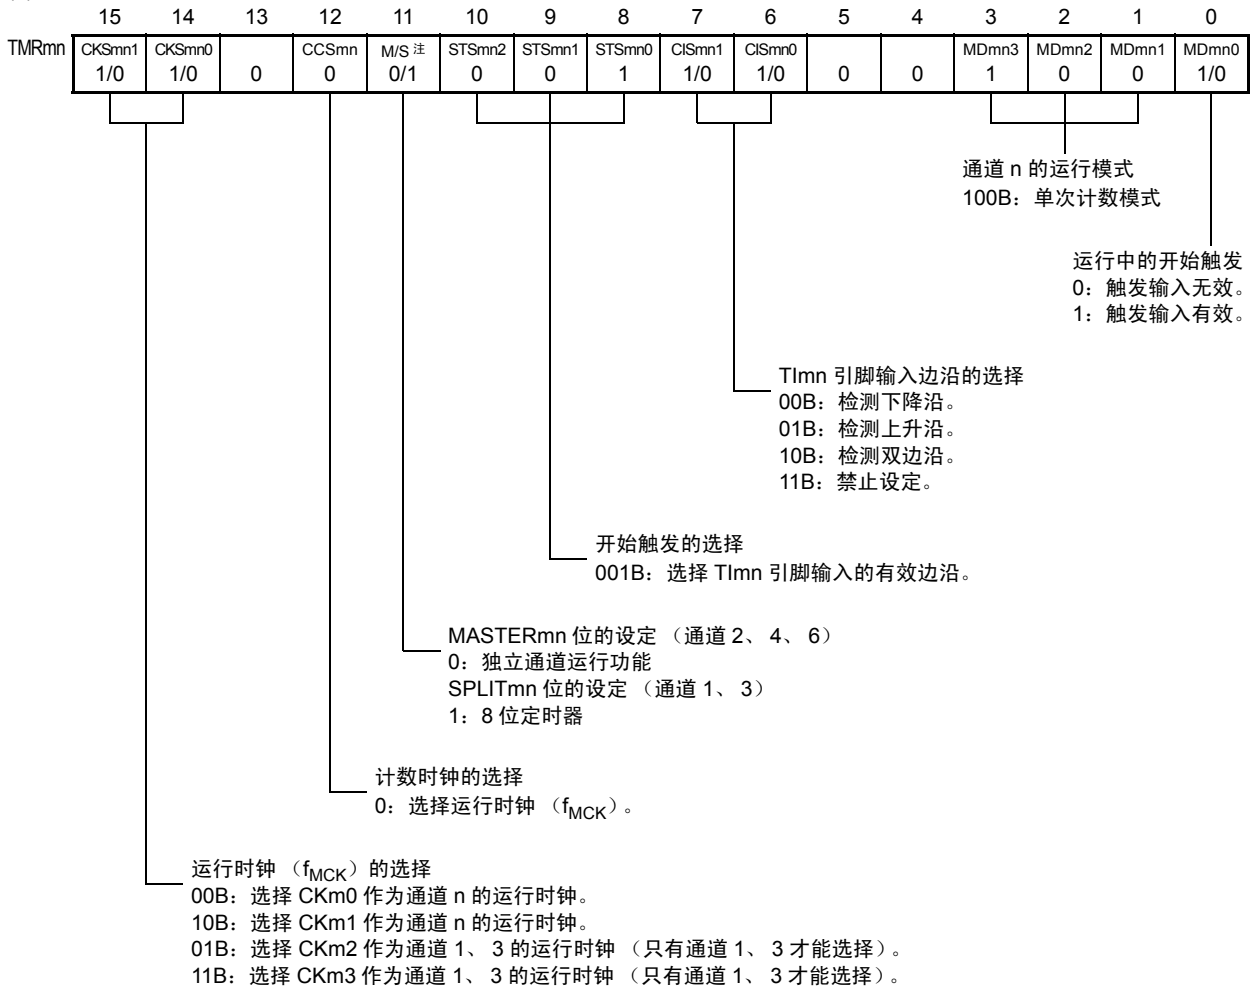 15 14 13 12 11 10 9 8 7 6 5 4 3 2 1 0
TMRmn CKSmn1 CKSmn0 CCSmn M/S 注 STSmn2 STSmn1 STSmn0 CISmn1 CISmn0 MDmn3 MDmn2 MDmn1 MDmn0
1/0 1/0 0 0 0/1 0 0 1 1/0 1/0 0 0 1 0 0 1/0
通道 n 的运行模式
100B：单次计数模式
运行中的开始触发
0：触发输入无效。
1：触发输入有效。
TImn 引脚输入边沿的选择
00B：检测下降沿。
01B：检测上升沿。
10B：检测双边沿。
11B：禁止设定。
开始触发的选择
001B：选择 TImn 引脚输入的有效边沿。
MASTERmn 位的设定 （通道 2、 4、 6）
0：独立通道运行功能
SPLITmn 位的设定 （通道 1、 3）
1：8 位定时器
计数时钟的选择
0：选择运行时钟 （fMCK）。
运行时钟 （fMCK）的选择
00B：选择 CKm0 作为通道 n 的运行时钟。
10B：选择 CKm1 作为通道 n 的运行时钟。
01B：选择 CKm2 作为通道 1、 3 的运行时钟 （只有通道 1、 3 才能选择）。
11B：选择 CKm3 作为通道 1、 3 的运行时钟 （只有通道 1、 3 才能选择）。